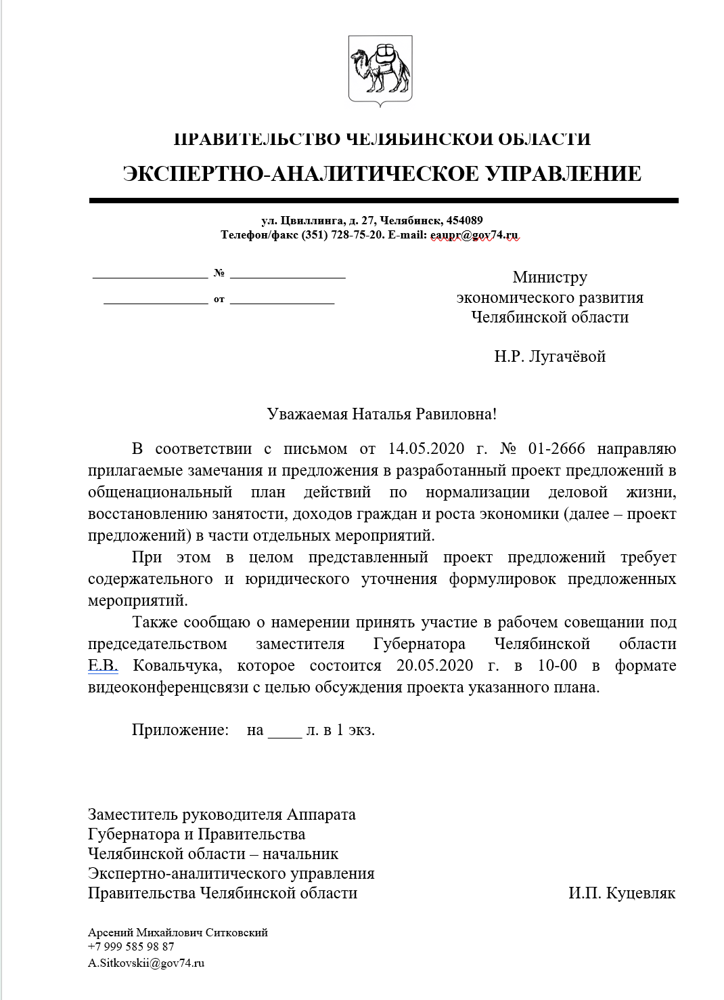 ПРАВИТЕЛЬСТВО ЧЕЛЯБИНСКОЙ ОБЛАСТИ
ЭКСПЕРТНО-АНАЛИТИЧЕСКОЕ УПРАВЛЕНИЕ
ул. Цвиллинга, д. 27, Челябинск, 454089
Телефон/факс (351) 728-75-20. E-mail: eaupr@gov74.ru
____________________ № ____________________
__________________ от __________________
Министру
экономического развития
Челябинской области
Н.Р. Лугачёвой
Уважаемая Наталья Равиловна!
В соответствии с письмом от 14.05.2020 г. № 01-2666 направляю
прилагаемые замечания и предложения в разработанный проект предложений в
общенациональный план действий по нормализации деловой жизни,
восстановлению занятости, доходов граждан и роста экономики (далее – проект
предложений) в части отдельных мероприятий.
При этом в целом представленный проект предложений требует
содержательного и юридического уточнения формулировок предложенных
мероприятий.
Также сообщаю о намерении принять участие в рабочем совещании под
председательством заместителя Губернатора Челябинской области
Е.В. Ковальчука, которое состоится 20.05.2020 г. в 10-00 в формате
видеоконференцсвязи с целью обсуждения проекта указанного плана.
Приложение: на ____ л. в 1 экз.
Заместитель руководителя Аппарата
Губернатора и Правительства
Челябинской области – начальник
Экспертно-аналитического управления
Правительства Челябинской области И.П. Куцевляк
Арсений Михайлович Ситковский
+7 999 585 98 87
A.Sitkovskii@gov74.ru